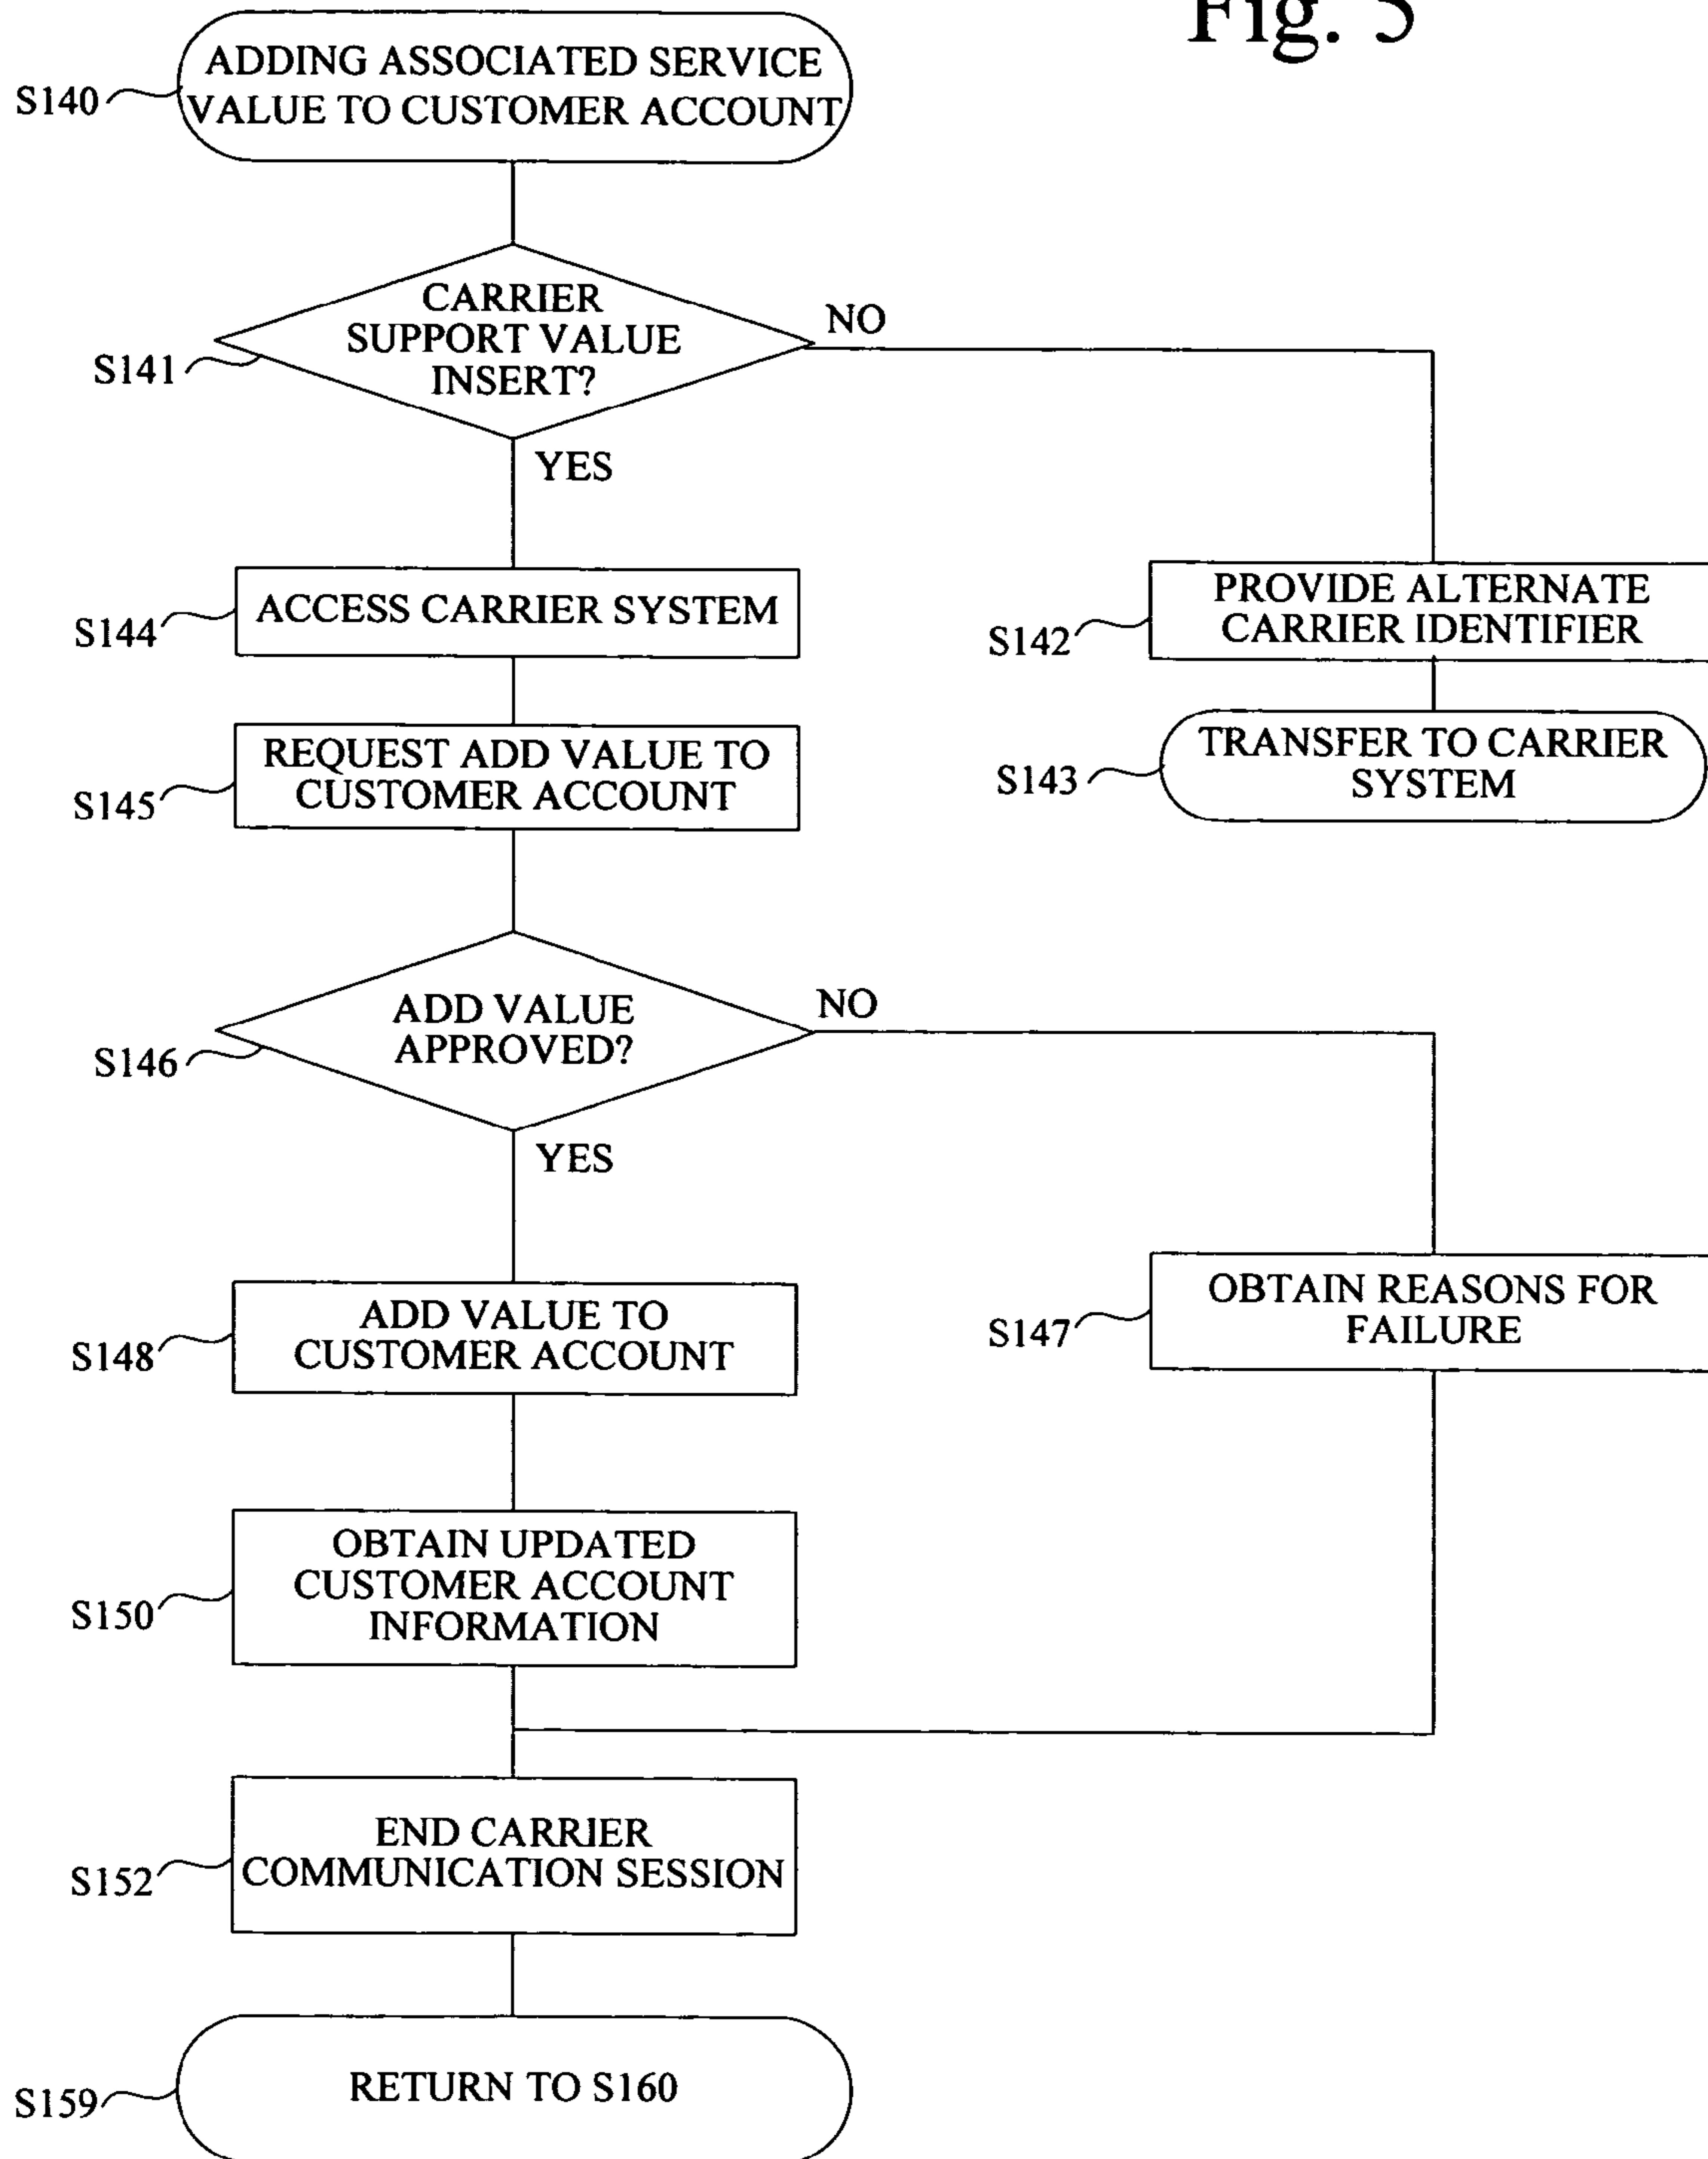 Fig. 5
ADDING ASSOCIATED SERVICE
VALUE TO CUSTOMER ACCOUNT
S140
CARRIER
SUPPORT VALUE
INSERT?
S141
NO
YES
ACCESS CARRIER SYSTEM
S144
PROVIDE ALTERNATE
CARRIER IDENTIFIER
S142
REQUEST ADD VALUE TO
CUSTOMER ACCOUNT
S145
TRANSFER TO CARRIER
SYSTEM
S143
ADD VALUE
APPROVED?
S146
NO
YES
ADD VALUE TO
CUSTOMER ACCOUNT
S148
OBTAIN REASONS FOR
FAILURE
S147
OBTAIN UPDATED
CUSTOMER ACCOUNT
INFORMATION
S150
END CARRIER
COMMUNICATION SESSION
S152
RETURN TO S160
S159